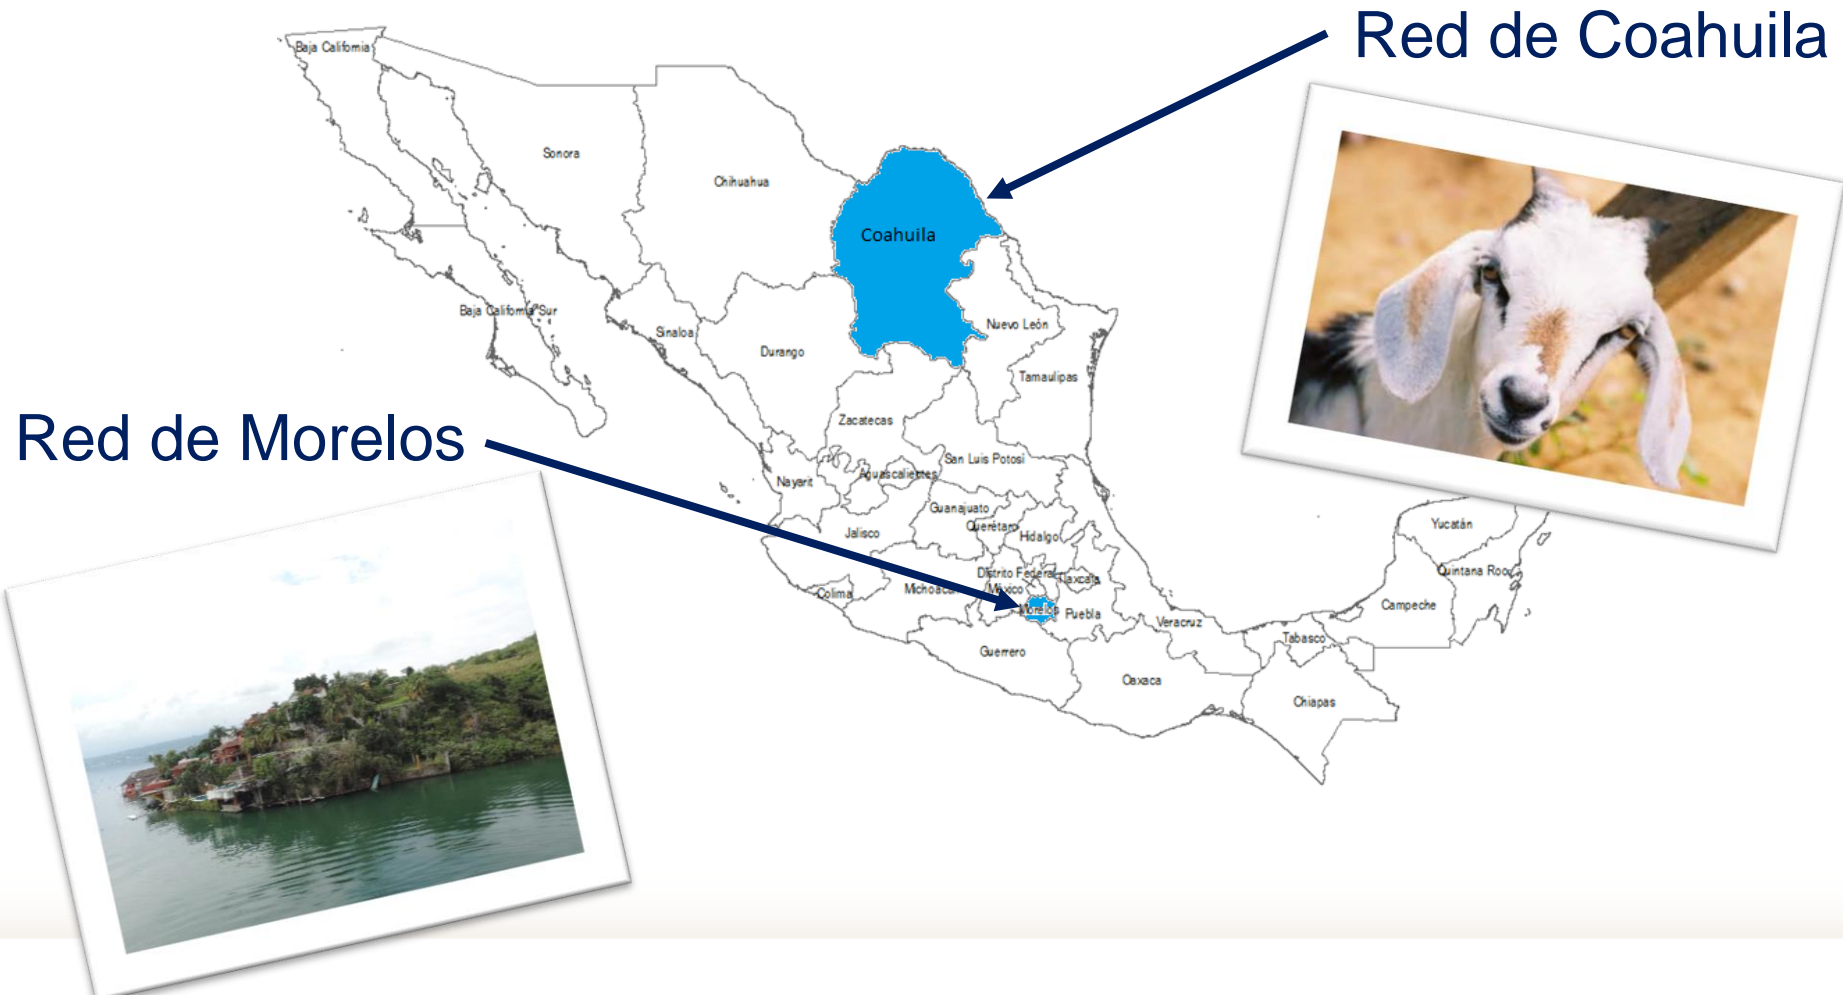 Red de Coahuila
Baja California
Sonora
Chihuahua
Coahuila
Baja California Sur
Sinaloa
Durango
Nuevo León
Tamaulipas
Red de Morelos
Zacatecas
San Luis Potosí
Nayarit
Aguascalientes
Guanajuato
Querétaro
Jalisco
Hidalgo
Yucatán
Distrito Federal
Tlaxcala
Quintana Roo
Colima
Michoacán
México
Morelos
Puebla
Campeche
Veracruz
Tabasco
Guerrero
Oaxaca
Chiapas